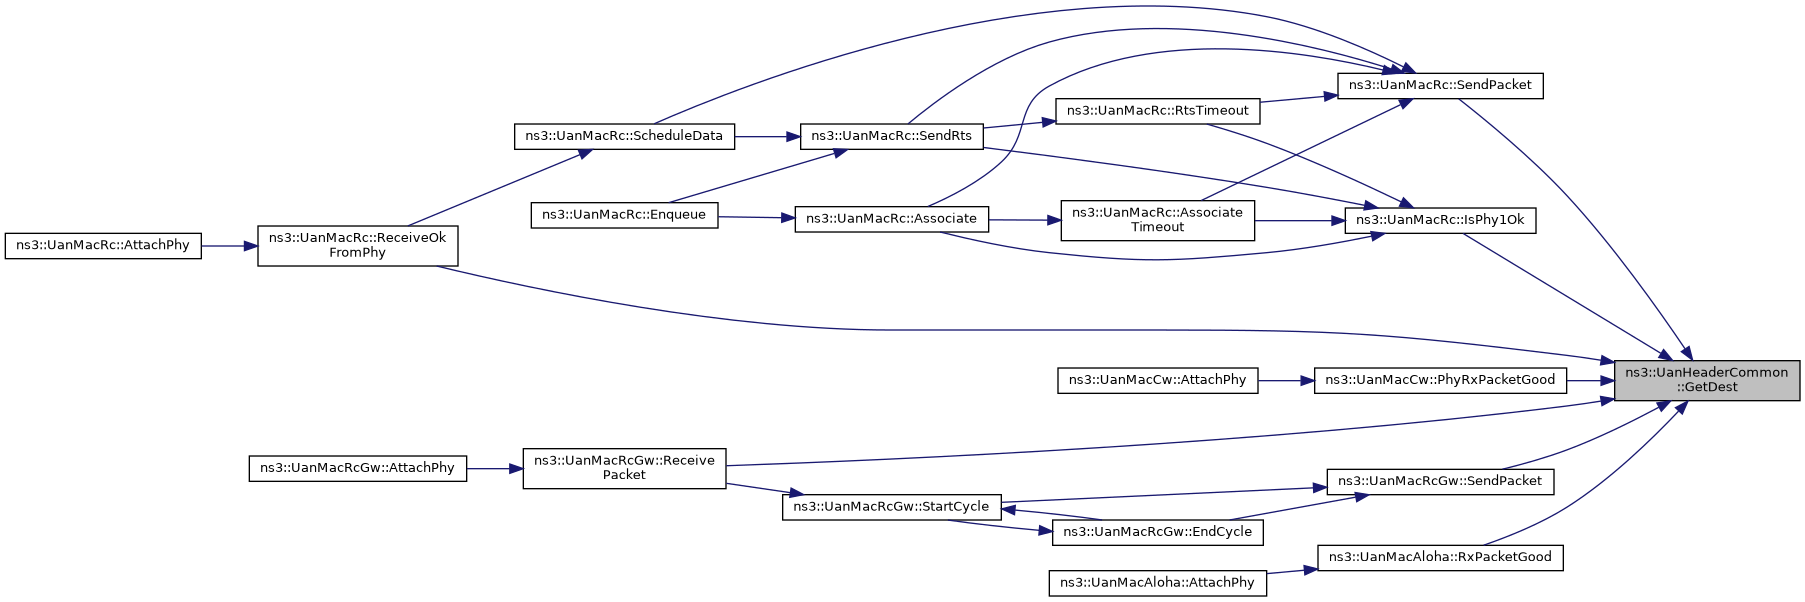 ns3::UanMacRc::SendPacket
ns3::UanMacRc::RtsTimeout
ns3::UanMacRc::ScheduleData
ns3::UanMacRc::SendRts
ns3::UanMacRc::Enqueue
ns3::UanMacRc::Associate
ns3::UanMacRc::Associate
Timeout
ns3::UanMacRc::IsPhy1Ok
ns3::UanMacRc::AttachPhy
ns3::UanMacRc::ReceiveOk
FromPhy
ns3::UanMacCw::AttachPhy
ns3::UanMacCw::PhyRxPacketGood
ns3::UanHeaderCommon
::GetDest
ns3::UanMacRcGw::AttachPhy
ns3::UanMacRcGw::Receive
Packet
ns3::UanMacRcGw::SendPacket
ns3::UanMacRcGw::StartCycle
ns3::UanMacRcGw::EndCycle
ns3::UanMacAloha::RxPacketGood
ns3::UanMacAloha::AttachPhy